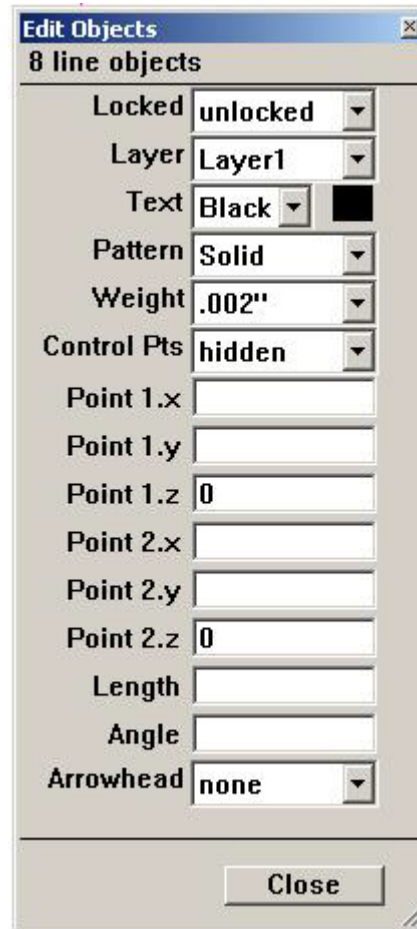 Edit Objects
8 line objects
Locked unlocked
Layer Layer1
Text Black
Pattern Solid
Weight .002"
Control Pts hidden
Point 1.x
Point 1.y
Point 1.z 0
Point 2.x
Point 2.y
Point 2.z 0
Length
Angle
Arrowhead none
Close